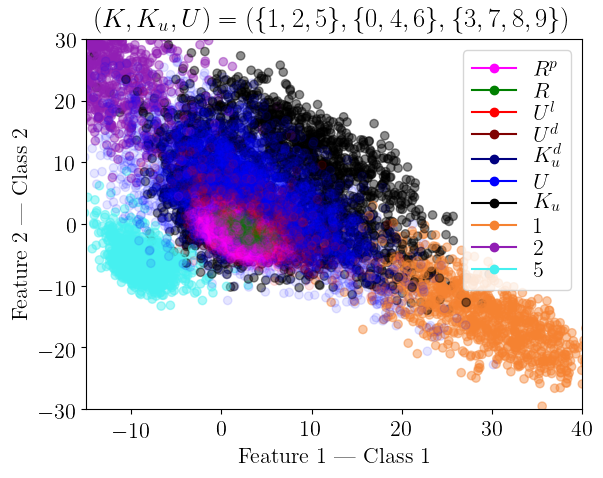 (K, K_u, U) = ({1, 2, 5}, {0, 4, 6}, {3, 7, 8, 9})
30
20
10
0
−10
−20
−30
Feature 2 — Class 2
R^p
R
U^l
U^d
K_u^d
U
K_u
1
2
5
−10
0
10
20
30
40
Feature 1 — Class 1